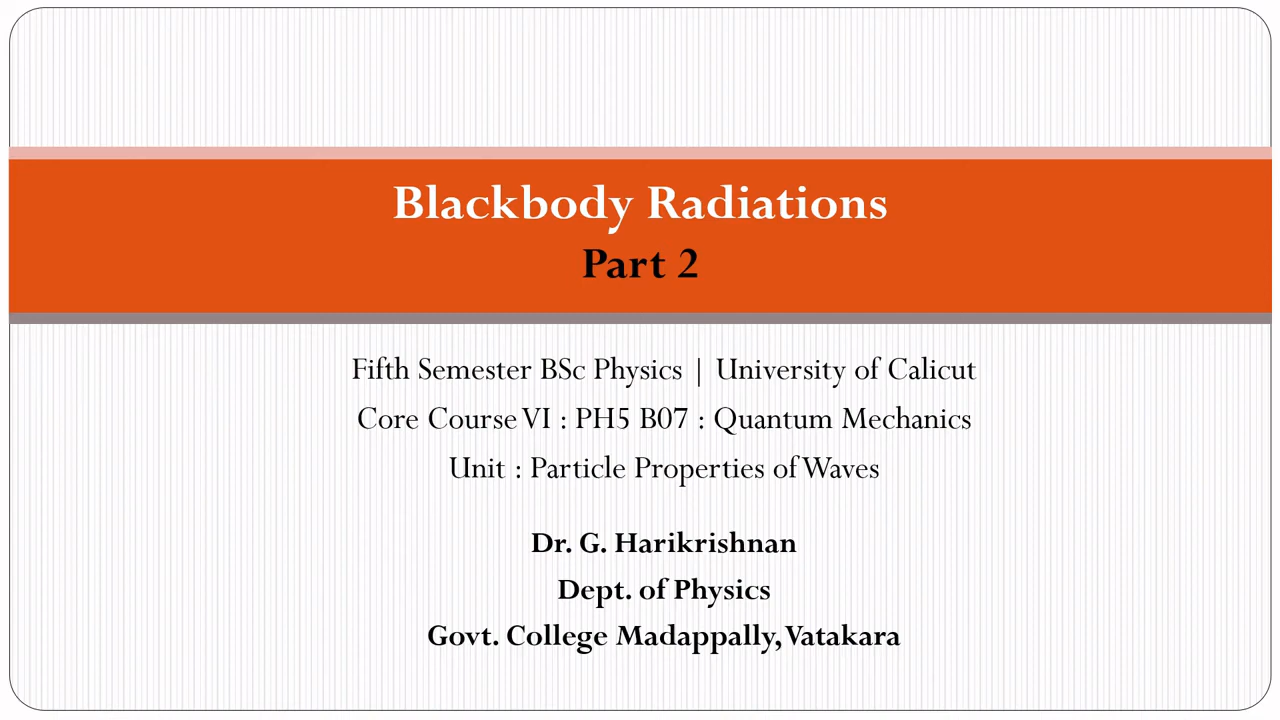 Blackbody Radiations
Part 2
Fifth Semester BSc Physics | University of Calicut
Core Course VI : PH5 B07 : Quantum Mechanics
Unit : Particle Properties of Waves
Dr. G. Harikrishnan
Dept. of Physics
Govt. College Madappally, Vatakara